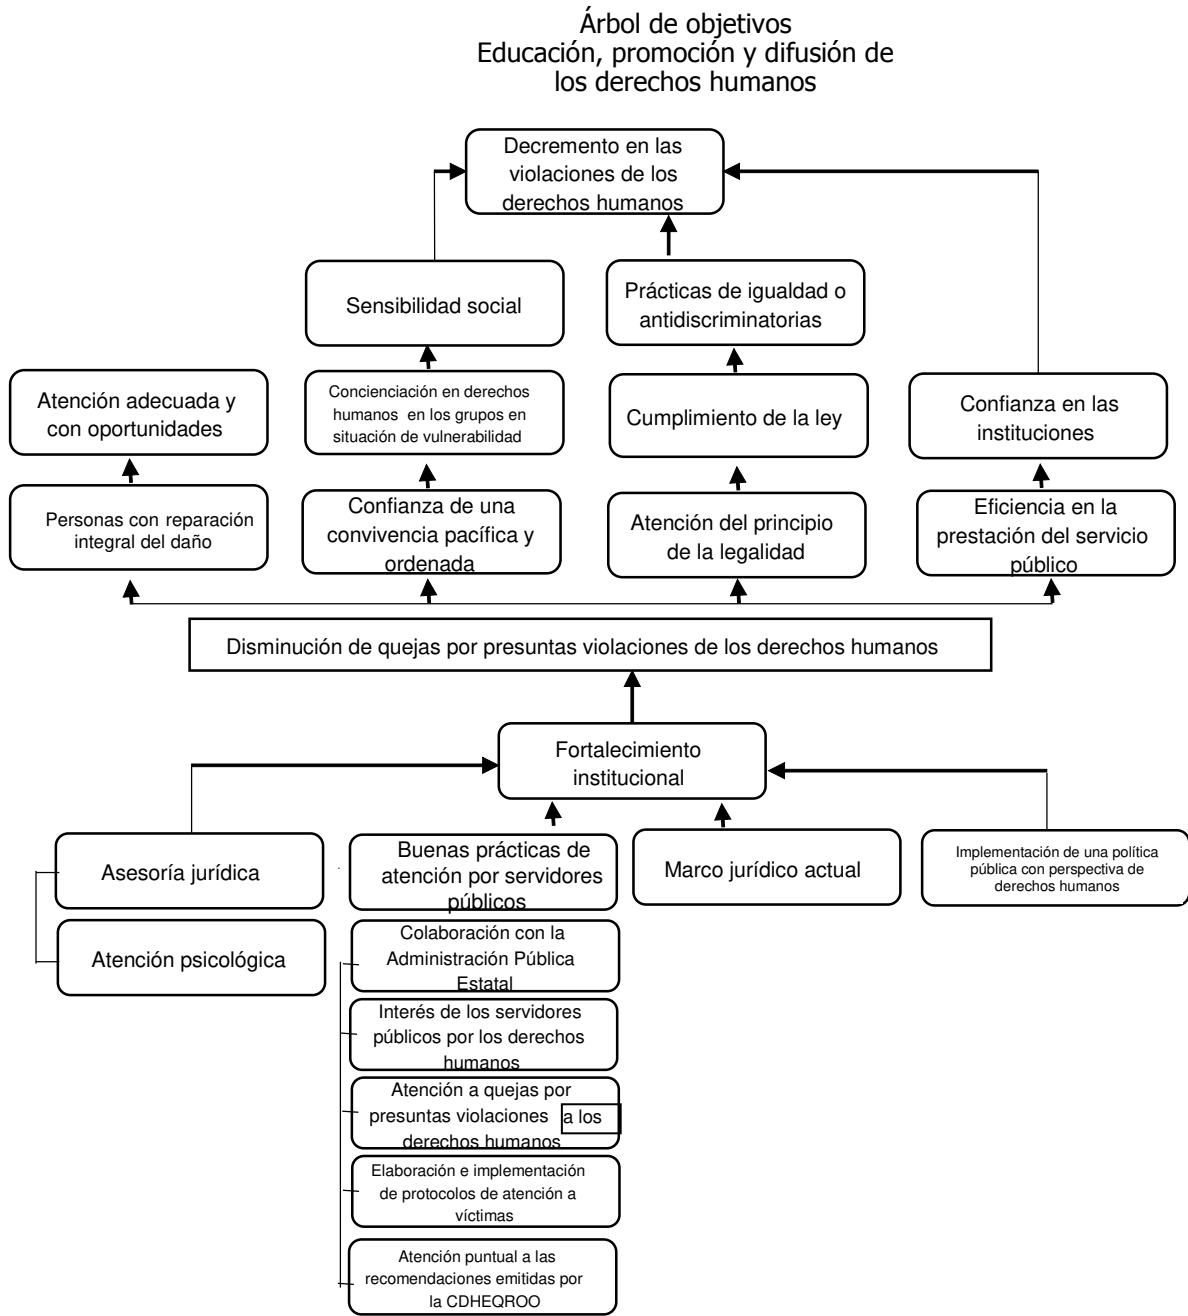 Árbol de objetivos
Educación, promoción y difusión de
los derechos humanos
Decremento en las
violaciones de los
derechos humanos
Sensibilidad social
Prácticas de igualdad o
antidiscriminatorias
Atención adecuada y
con oportunidades
Concienciación en derechos
humanos en los grupos en
situación de vulnerabilidad
Cumplimiento de la ley
Confianza en las
instituciones
Personas con reparación
integral del daño
Confianza de una
convivencia pacífica y
ordenada
Atención del principio
de la legalidad
Eficiencia en la
prestación del servicio
público
Disminución de quejas por presuntas violaciones de los derechos humanos
Fortalecimiento
institucional
Asesoría jurídica
Buenas prácticas de
atención por servidores
públicos
Marco jurídico actual
Implementación de una política
pública con perspectiva de
derechos humanos
Atención psicológica
Colaboración con la
Administración Pública
Estatal
Interés de los servidores
públicos por los derechos
humanos
Atención a quejas por
presuntas violaciones a los
derechos humanos
Elaboración e implementación
de protocolos de atención a
víctimas
Atención puntual a las
recomendaciones emitidas por
la CDHEQROO